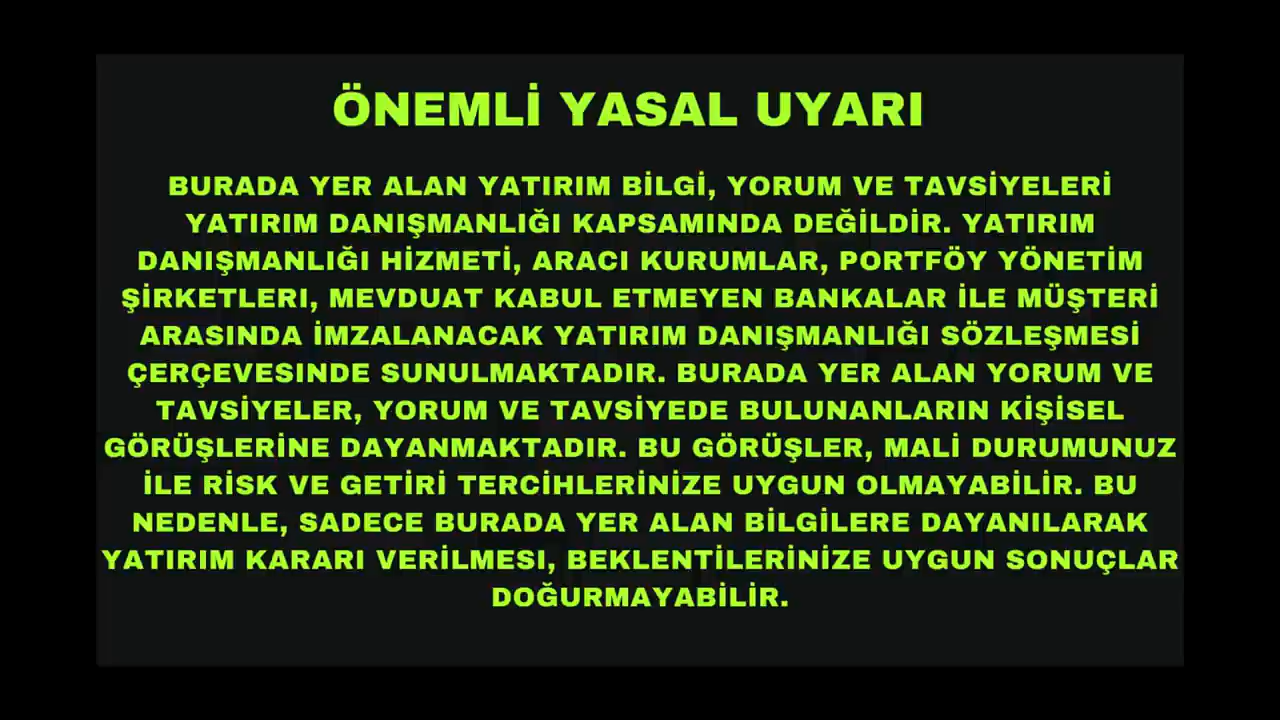 ÖNEMLİ YASAL UYARI
BURADA YER ALAN YATIRIM BİLGİ, YORUM VE TAVSİYELERİ
YATIRIM DANIŞMANLIĞI KAPSAMINDA DEĞİLDİR. YATIRIM
DANIŞMANLIĞI HİZMETİ, ARACI KURUMLAR, PORTFÖY YÖNETİM
ŞİRKETLERI, MEVDUAT KABUL ETMEYEN BANKALAR İLE MÜŞTERİ
ARASINDA İMZALANACAK YATIRIM DANIŞMANLIĞI SÖZLEŞMESİ
ÇERÇEVESINDE SUNULMAKTADIR. BURADA YER ALAN YORUM VE
TAVSİYELER, YORUM VE TAVSİYEDE BULUNANLARIN KİŞİSEL
GÖRÜŞLERİNE DAYANMAKTADIR. BU GÖRÜŞLER, MALİ DURUMUNUZ
İLE RİSK VE GETİRİ TERCİHLERİNİZE UYGUN OLMAYABİLİR. BU
NEDENLE, SADECE BURADA YER ALAN BİLGİLERE DAYANILARAK
YATIRIM KARARI VERİLMESI, BEKLENTİLERİNİZE UYGUN SONUÇLAR
DOĞURMAYABİLİR.